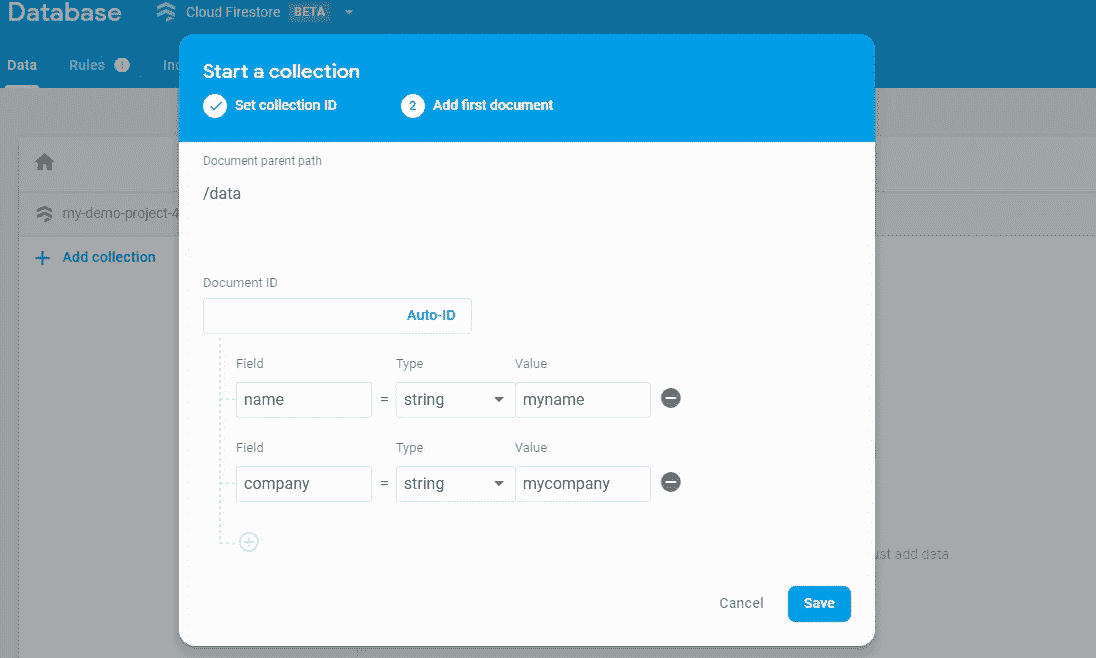 Database
Cloud Firestore BETA
Data Rules In
Start a collection
Set collection ID 2 Add first document
Document parent path
/data
my-demo-project-4
Add collection
Document ID
Auto-ID
Field Type Value
name = string myname
Field Type Value
company = string mycompany
ust add data
Cancel Save